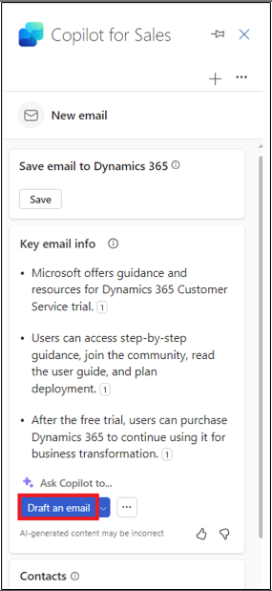 Copilot for Sales
New email
Save email to Dynamics 365
Save
Key email info
• Microsoft offers guidance and
resources for Dynamics 365 Customer
Service trial. 1
• Users can access step-by-step
guidance, join the community, read
the user guide, and plan
deployment. 1
• After the free trial, users can purchase
Dynamics 365 to continue using it for
business transformation. 1
Ask Copilot to...
Draft an email
AI-generated content may be incorrect
Contacts